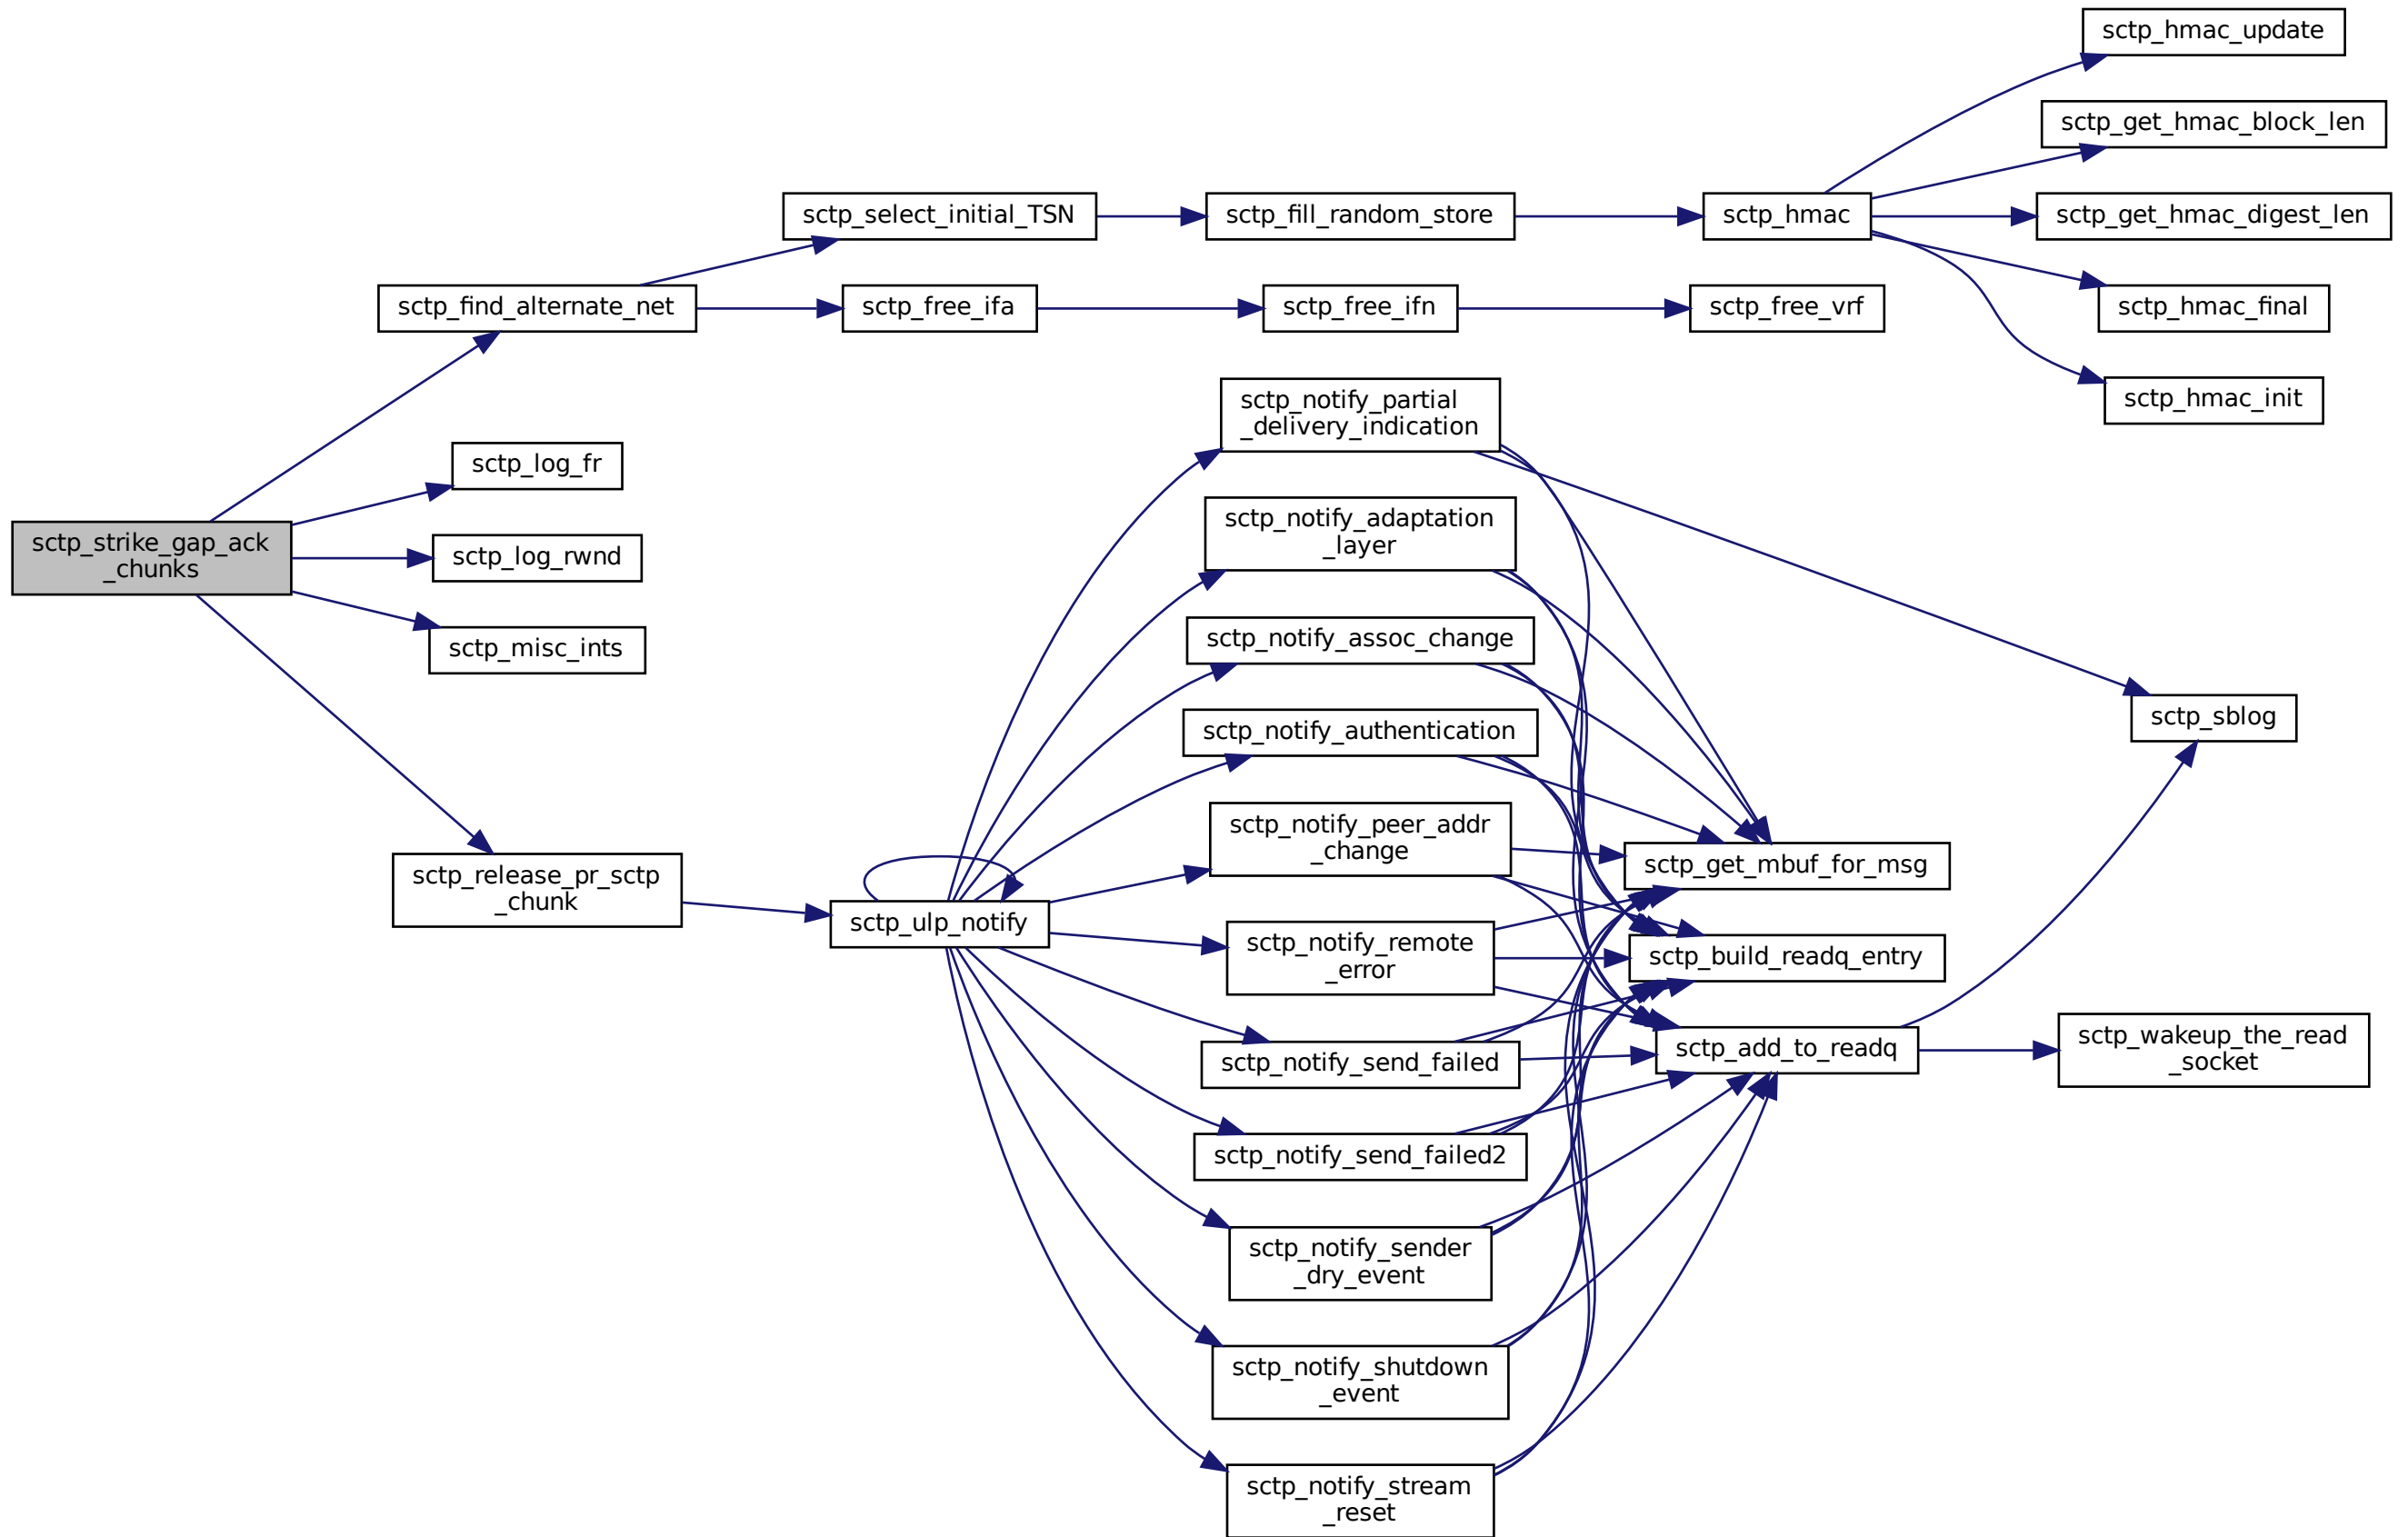 sctp_strike_gap_ack
_chunks
sctp_find_alternate_net
sctp_log_fr
sctp_log_rwnd
sctp_misc_ints
sctp_release_pr_sctp
_chunk
sctp_select_initial_TSN
sctp_free_ifa
sctp_ulp_notify
sctp_fill_random_store
sctp_free_ifn
sctp_notify_partial
_delivery_indication
sctp_notify_adaptation
_layer
sctp_notify_assoc_change
sctp_notify_authentication
sctp_notify_peer_addr
_change
sctp_notify_remote
_error
sctp_notify_send_failed
sctp_notify_send_failed2
sctp_notify_sender
_dry_event
sctp_notify_shutdown
_event
sctp_notify_stream
_reset
sctp_hmac
sctp_free_vrf
sctp_get_mbuf_for_msg
sctp_build_readq_entry
sctp_add_to_readq
sctp_hmac_update
sctp_get_hmac_block_len
sctp_get_hmac_digest_len
sctp_hmac_final
sctp_hmac_init
sctp_sblog
sctp_wakeup_the_read
_socket